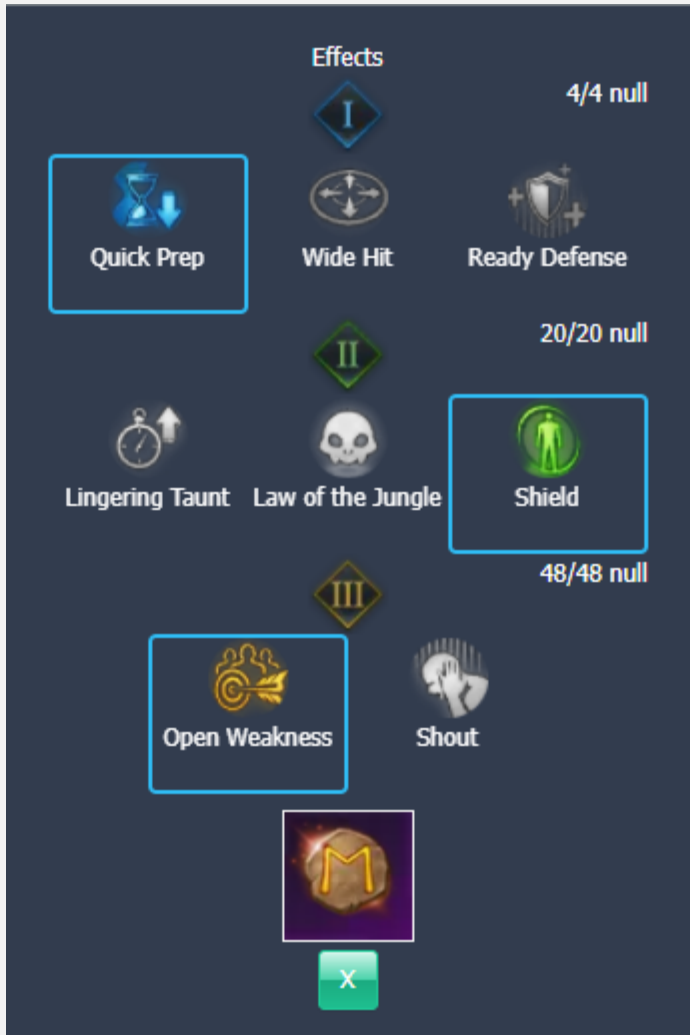 Effects
4/4 null
I
Quick Prep
Wide Hit
Ready Defense
20/20 null
II
Lingering Taunt
Law of the Jungle
Shield
48/48 null
III
Open Weakness
Shout
X